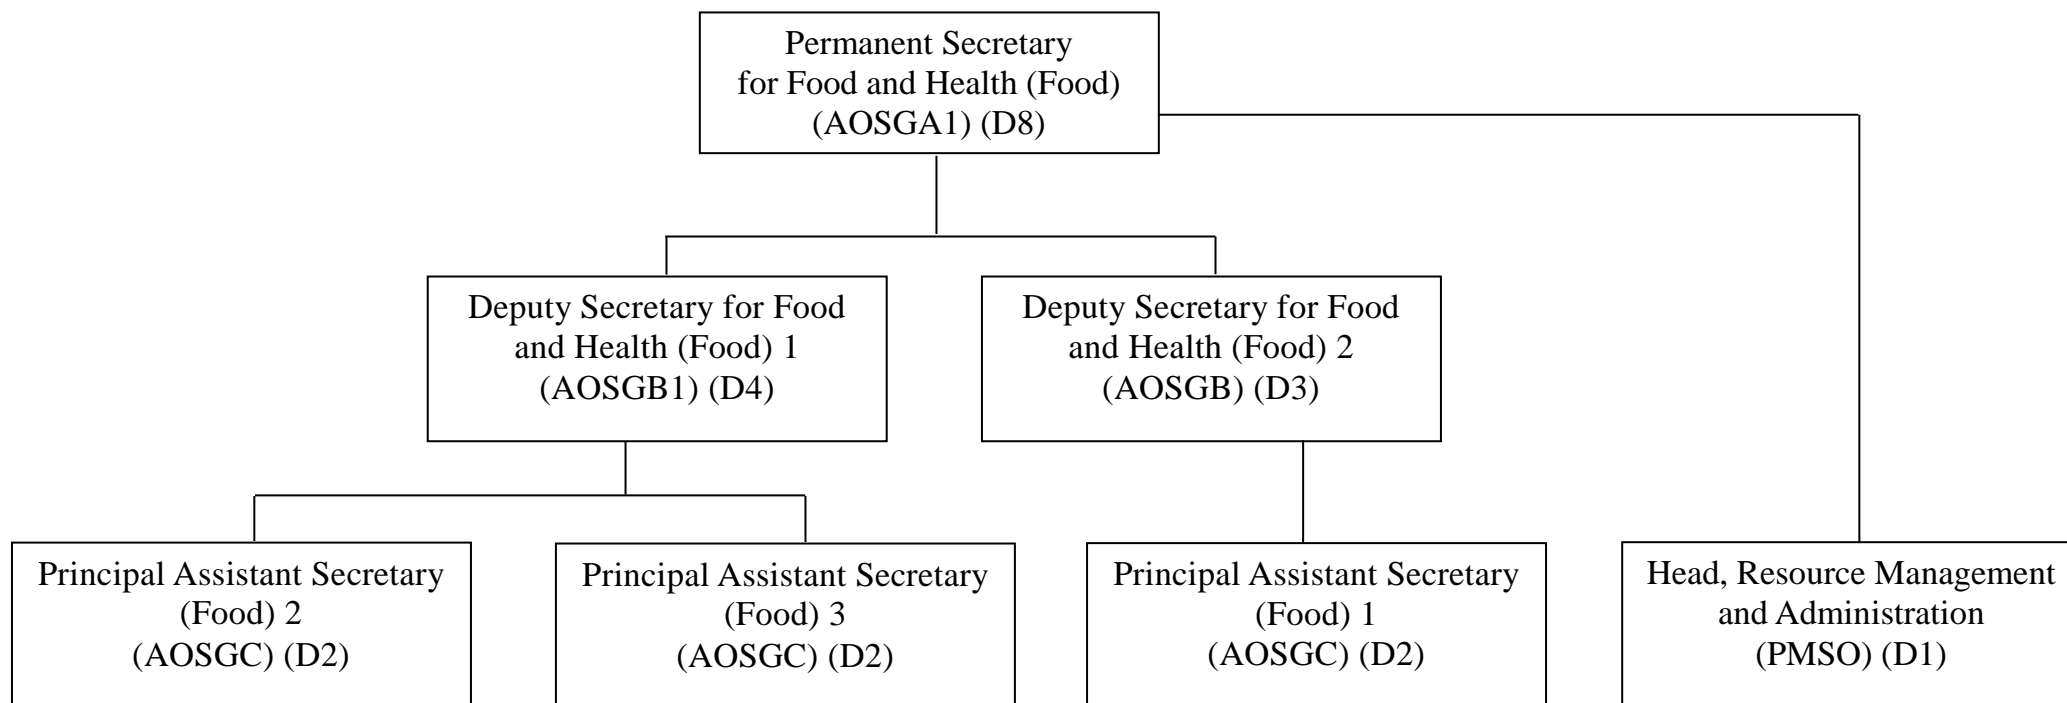 Permanent Secretary
for Food and Health (Food)
(AOSGA1) (D8)
Deputy Secretary for Food
and Health (Food) 1
(AOSGB1) (D4)
Deputy Secretary for Food
and Health (Food) 2
(AOSGB) (D3)
Principal Assistant Secretary
(Food) 2
(AOSGC) (D2)
Principal Assistant Secretary
(Food) 3
(AOSGC) (D2)
Principal Assistant Secretary
(Food) 1
(AOSGC) (D2)
Head, Resource Management
and Administration
(PMSO) (D1)